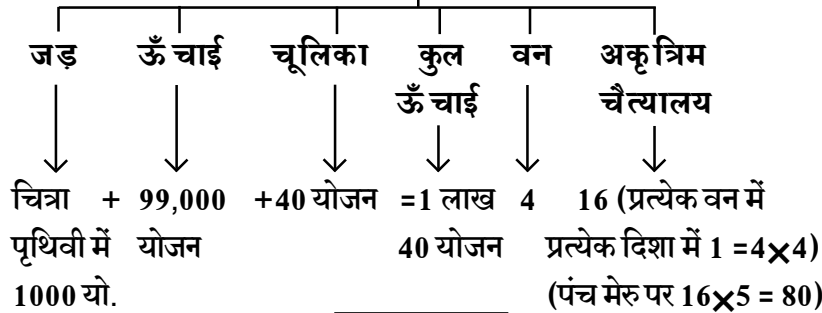 जड़ ऊँचाई चूलिका कुल वन अकृत्रिम
ऊँचाई चैत्यालय
चित्रा + 99,000 +40 योजन =1 लाख 4 16 (प्रत्येक वन में
पृथिवी में योजन 40 योजन प्रत्येक दिशा में 1 =4×4)
1000 यो. (पंच मेरु पर 16×5 = 80)